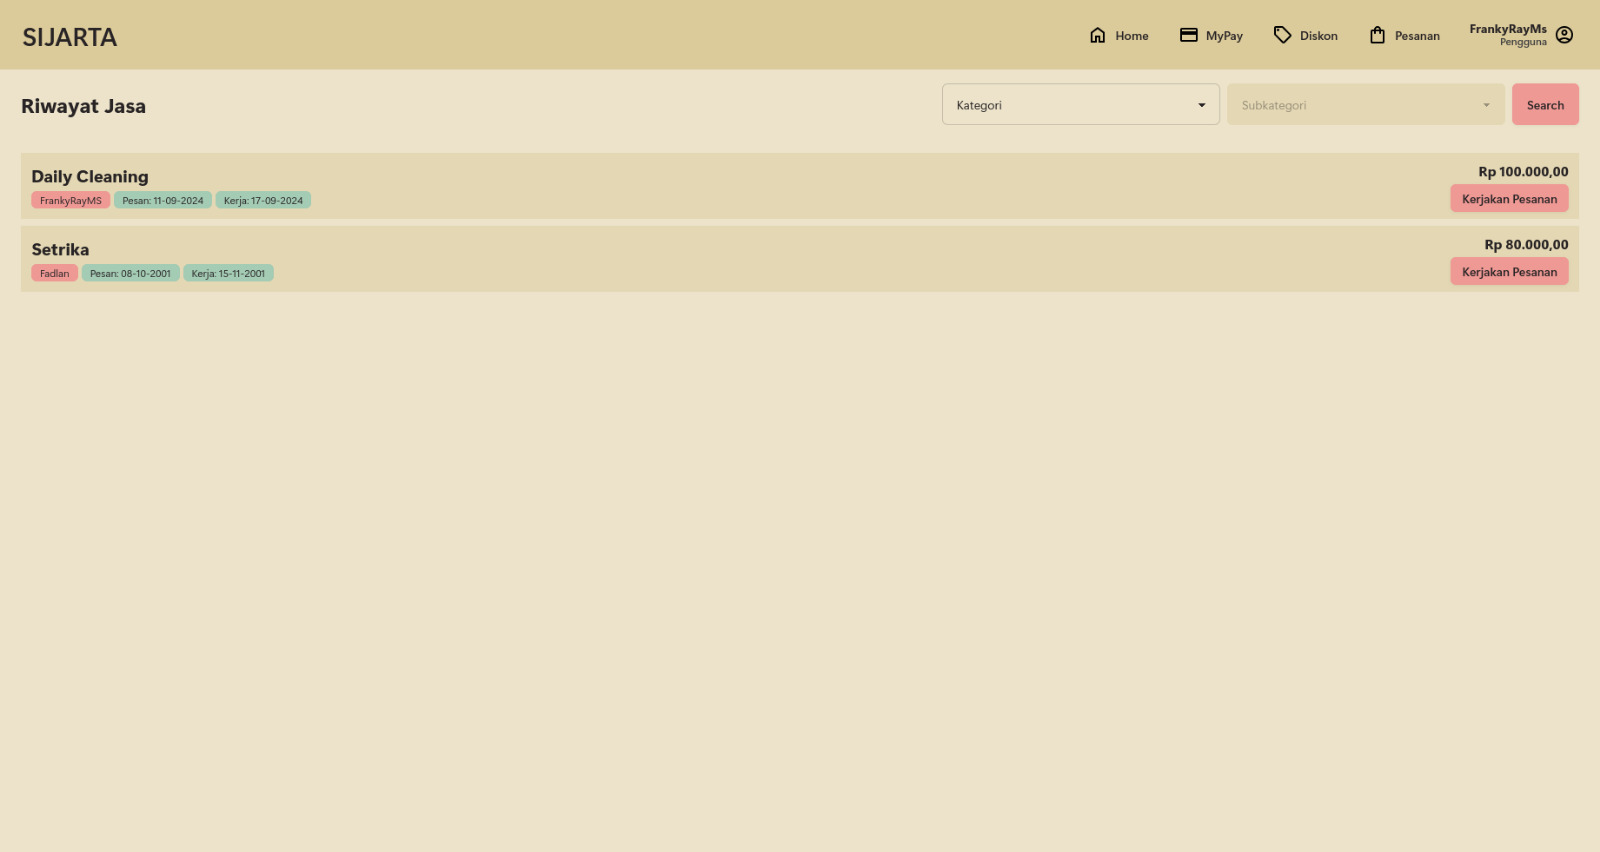 SIJARTA
Home
MyPay
Diskon
Pesanan
FrankyRayMs
Pengguna
Riwayat Jasa
Kategori
Subkategori
Search
Daily Cleaning
FrankyRayMS
Pesan: 11-09-2024
Kerja: 17-09-2024
Rp 100.000,00
Kerjakan Pesanan
Setrika
Fadlan
Pesan: 08-10-2001
Kerja: 15-11-2001
Rp 80.000,00
Kerjakan Pesanan